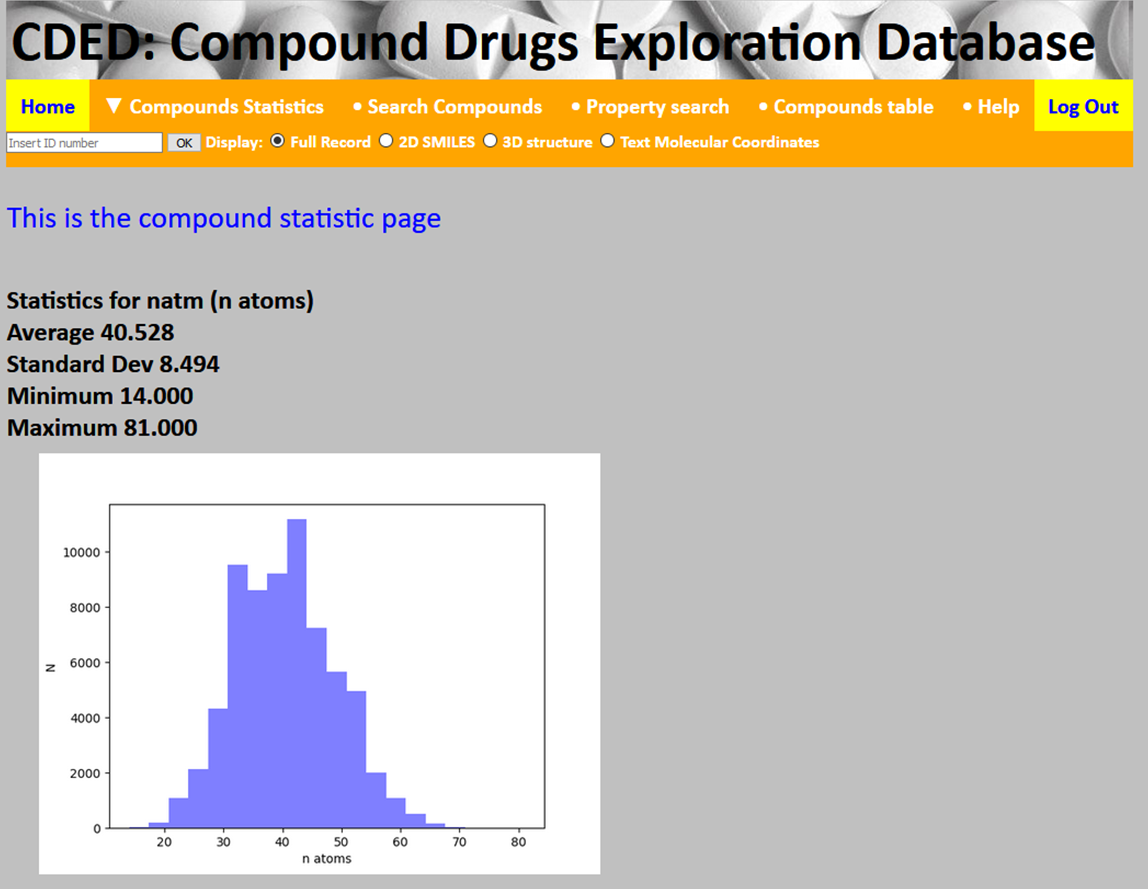 CDED: Compound Drugs Exploration Database
Home ▼ Compounds Statistics • Search Compounds • Property search • Compounds table • Help Log Out
Insert ID number OK Display: Full Record 2D SMILES 3D structure Text Molecular Coordinates
This is the compound statistic page
Statistics for natm (n atoms)
Average 40.528
Standard Dev 8.494
Minimum 14.000
Maximum 81.000
10000
8000
6000
4000
2000
0
N
20 30 40 50 60 70 80
n atoms